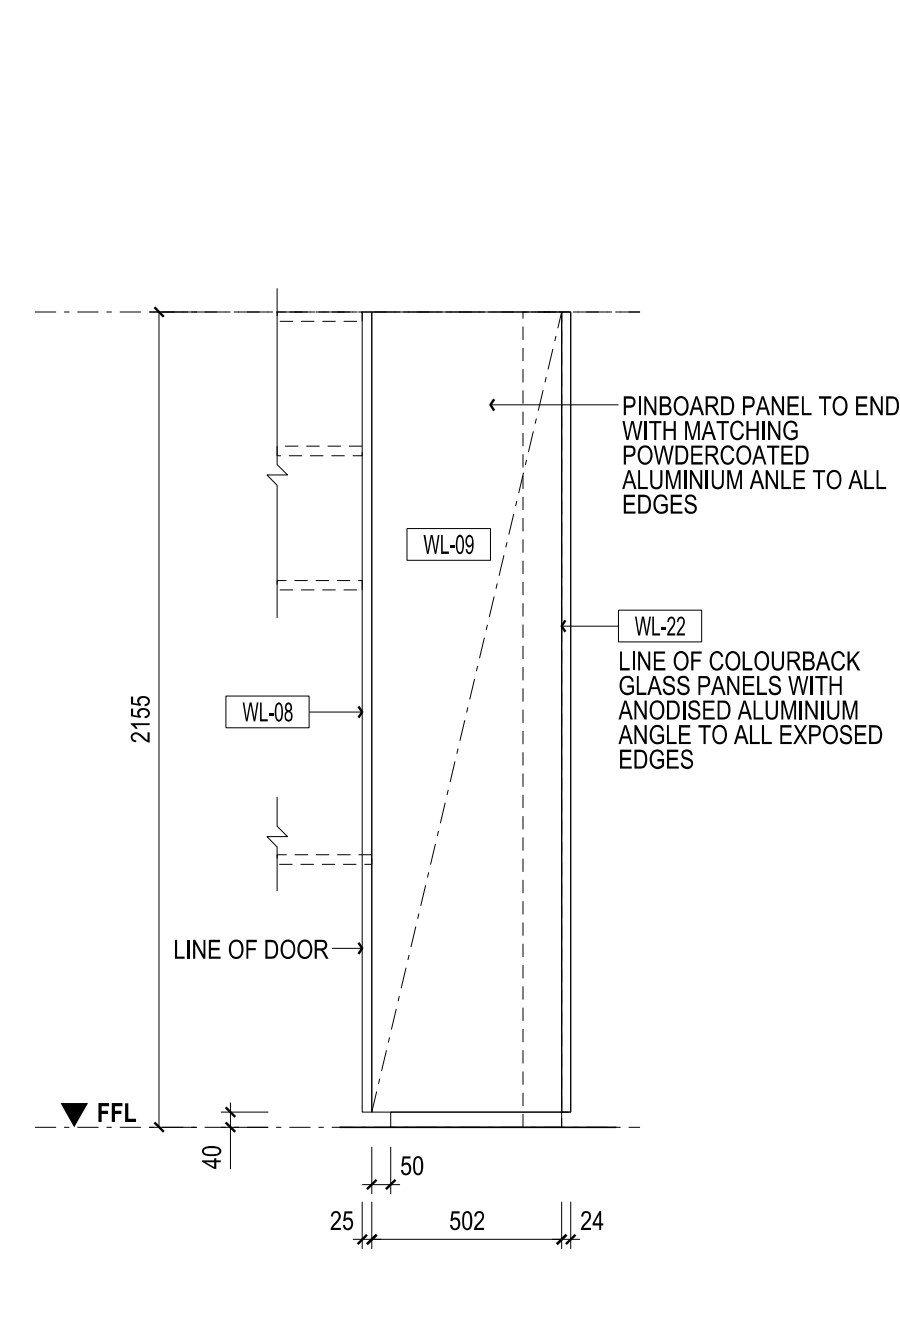 PINBOARD PANEL TO END
WITH MATCHING
POWDERCOATED
ALUMINIUM ANLE TO ALL
EDGES
WL-09
WL-22
LINE OF COLOURBACK
GLASS PANELS WITH
ANODISED ALUMINIUM
ANGLE TO ALL EXPOSED
EDGES
WL-08
2155
LINE OF DOOR
FFL
40
50
25
502
24